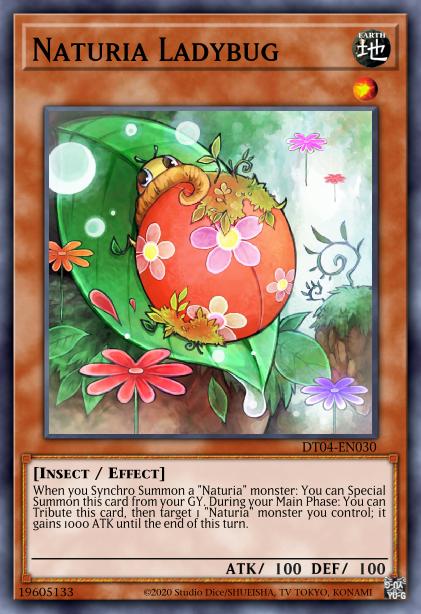 NATURIA LADYBUG
EARTH
地
DT04-EN030
[INSECT / EFFECT]
When you Synchro Summon a "Naturia" monster: You can Special
Summon this card from your GY. During your Main Phase: You can
Tribute this card, then target 1 "Naturia" monster you control; it
gains 1000 ATK until the end of this turn.
ATK/ 100 DEF/ 100
19605133
©2020 Studio Dice/SHUEISHA, TV TOKYO, KONAMI